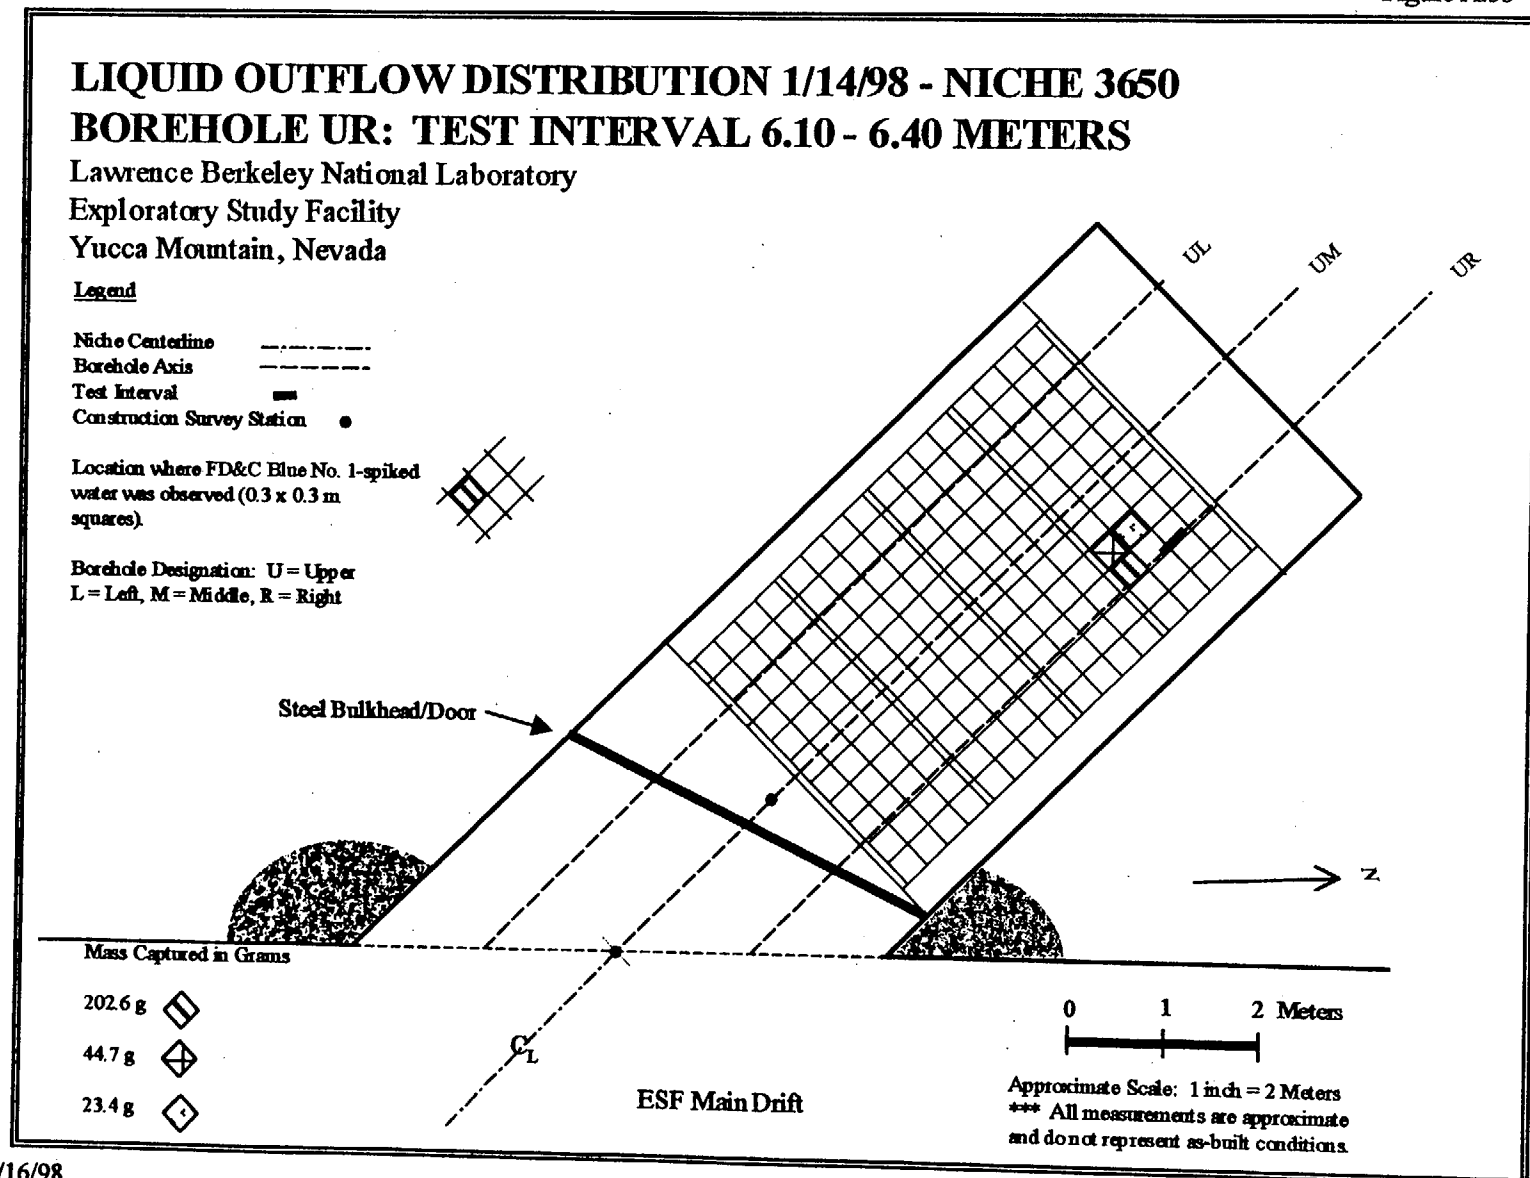 LIQUID OUTFLOW DISTRIBUTION 1/14/98 - NICHE 3650
BOREHOLE UR: TEST INTERVAL 6.10 - 6.40 METERS
Lawrence Berkeley National Laboratory
Exploratory Study Facility
Yucca Mountain, Nevada
Legend
Niche Centerline
Borehole Axis
Test Interval
Construction Survey Station
Location where FD&C Blue No. 1-spiked
water was observed (0.3 x 0.3 m
squares).
Borehole Designation: U = Upper
L = Left, M = Middle, R = Right
UL
UM
UR
Steel Bulkhead/Door
N
Mass Captured in Grams
202.6 g
44.7 g
23.4 g
CL
ESF Main Drift
0 1 2 Meters
Approximate Scale: 1 inch = 2 Meters
*** All measurements are approximate
and do not represent as-built conditions.
/16/98